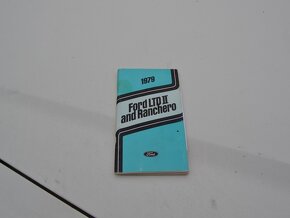 1979
Ford LTD II
and Ranchero
Ford